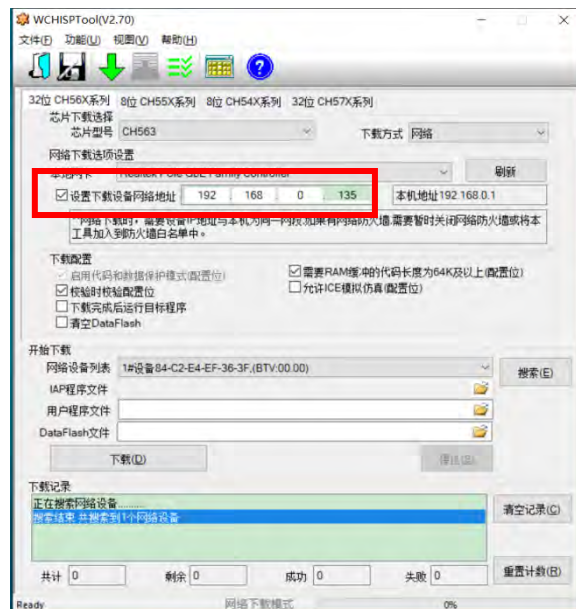 WCHISPTool(V2.70)
文件(F) 功能(U) 视图(V) 帮助(H)
32位 CH56X系列 8位 CH55X系列 8位 CH54X系列 32位 CH57X系列
芯片下载选择
芯片型号 CH563 下载方式 网络
网络下载选项设置
本地网卡 Realtek PCIe GbE Family Controller 刷新
设置下载设备网络地址 192 . 168 . 0 . 135 本机地址192.168.0.1
**网络下载时，需要设备IP地址与本机为同一网段.如果有网络防火墙.需要暂时关闭网络防火墙或将本
工具加入到防火墙白名单中。
下载配置
启用代码和数据保护模式(配置位) 需要RAM缓冲的代码长度为64K及以上(配置位)
校验时校验配置位 允许ICE模拟仿真(配置位)
下载完成后运行目标程序
清空DataFlash
开始下载
网络设备列表 1#设备84-C2-E4-EF-36-3F,(BTV:00.00) 搜索(E)
IAP程序文件
用户程序文件
DataFlash文件
下载(D)
下载记录
正在搜索网络设备.........
搜索结束,共搜索到1个网络设备 清空记录(C)
共计 0 剩余 0 成功 0 失败 0 重置计数(R)
Ready 网络下载模式 0%